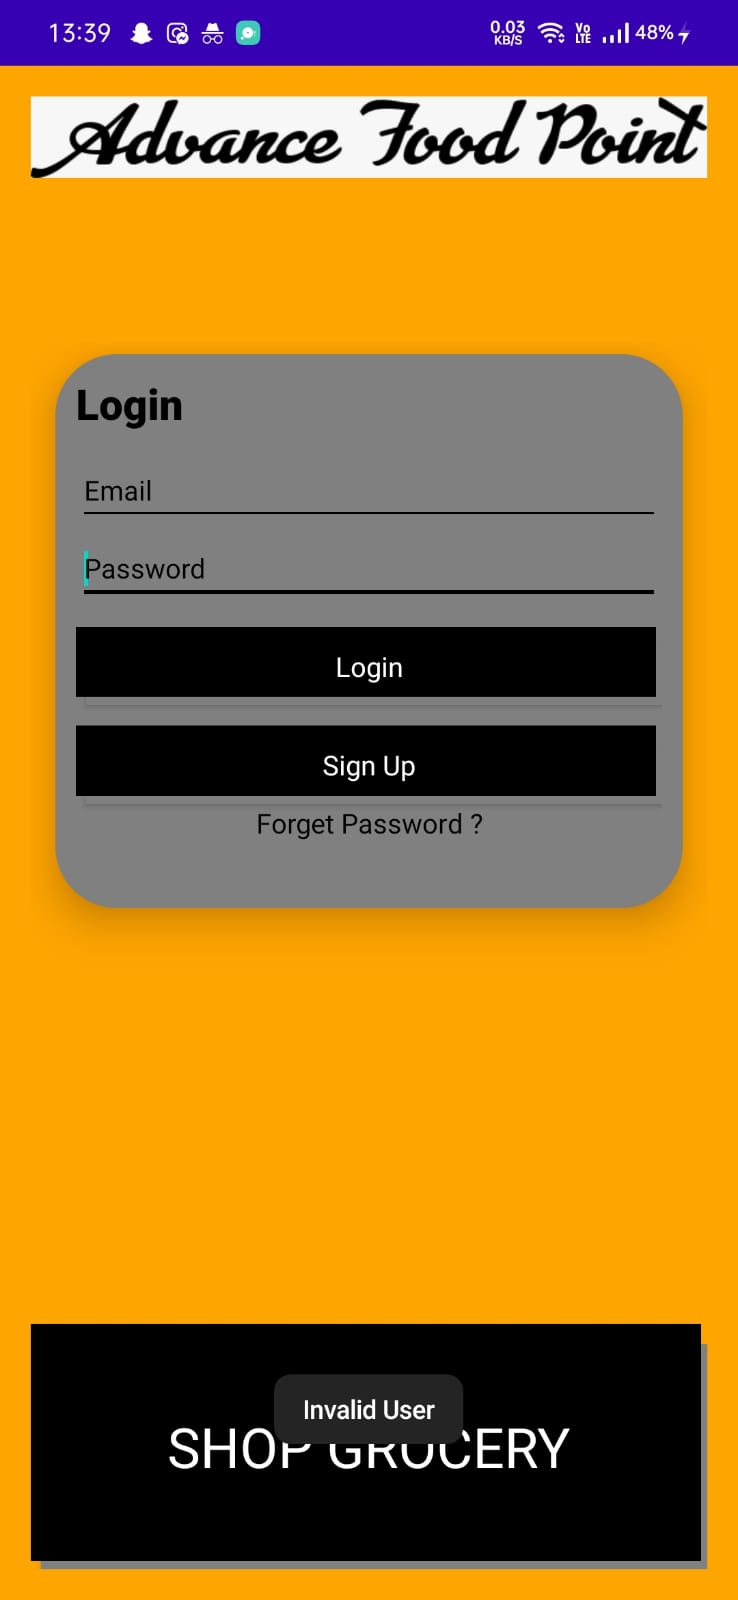 13:39 0.03 KB/S Vo LTE 48%
Advance Food Point
Login
Email
Password
Login
Sign Up
Forget Password ?
Invalid User
SHOP GROCERY